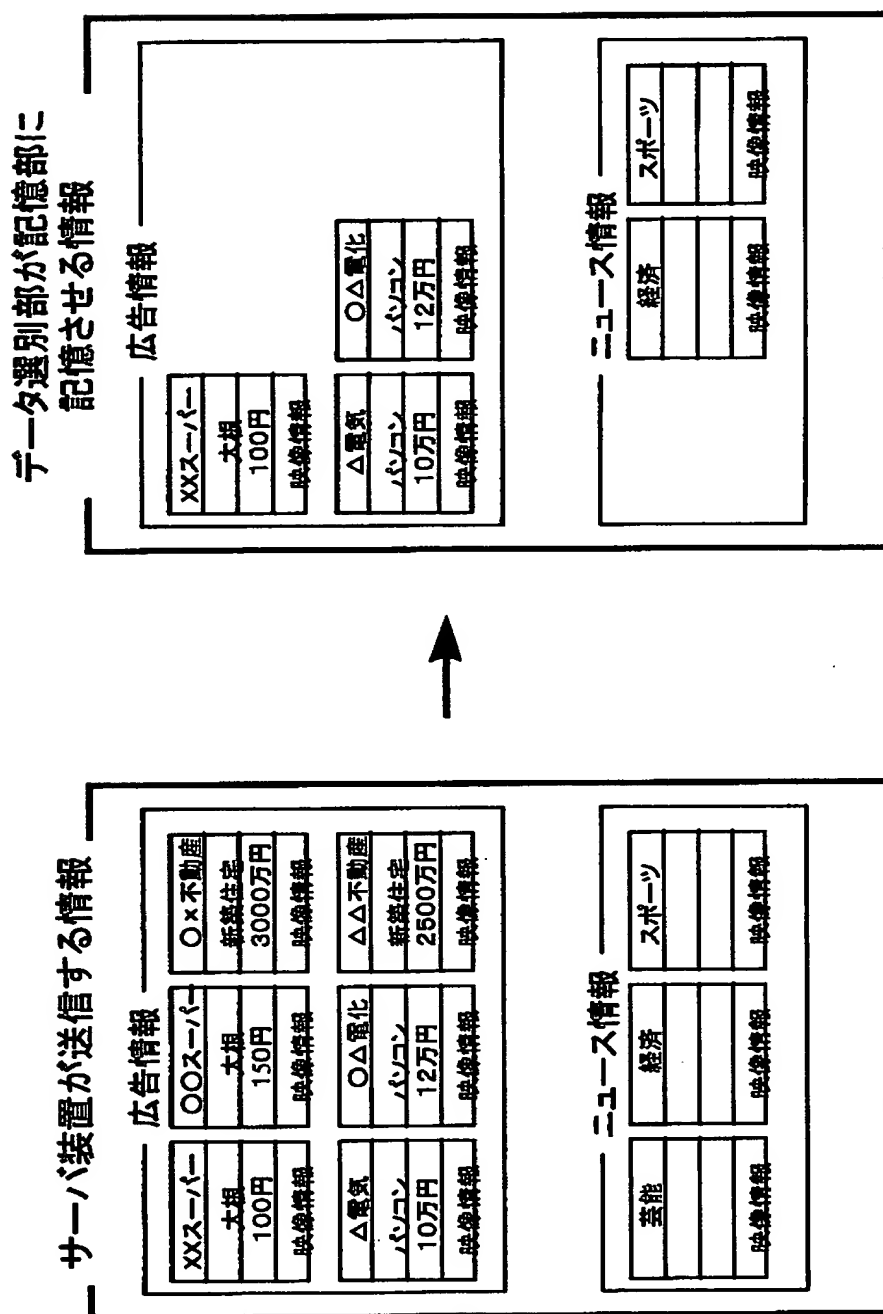 サーバ装置が送信する情報
広告情報
XXスーパー
大根
100円
映像情報
〇〇スーパー
大根
150円
映像情報
〇×不動産
新築住宅
3000万円
映像情報
△電気
パソコン
10万円
映像情報
〇△電化
パソコン
12万円
映像情報
△△不動産
新築住宅
2500万円
映像情報
ニュース情報
芸能
映像情報
経済
映像情報
スポーツ
映像情報
データ選別部が記憶部に
記憶させる情報
広告情報
XXスーパー
大根
100円
映像情報
△電気
パソコン
10万円
映像情報
〇△電化
パソコン
12万円
映像情報
ニュース情報
経済
映像情報
スポーツ
映像情報